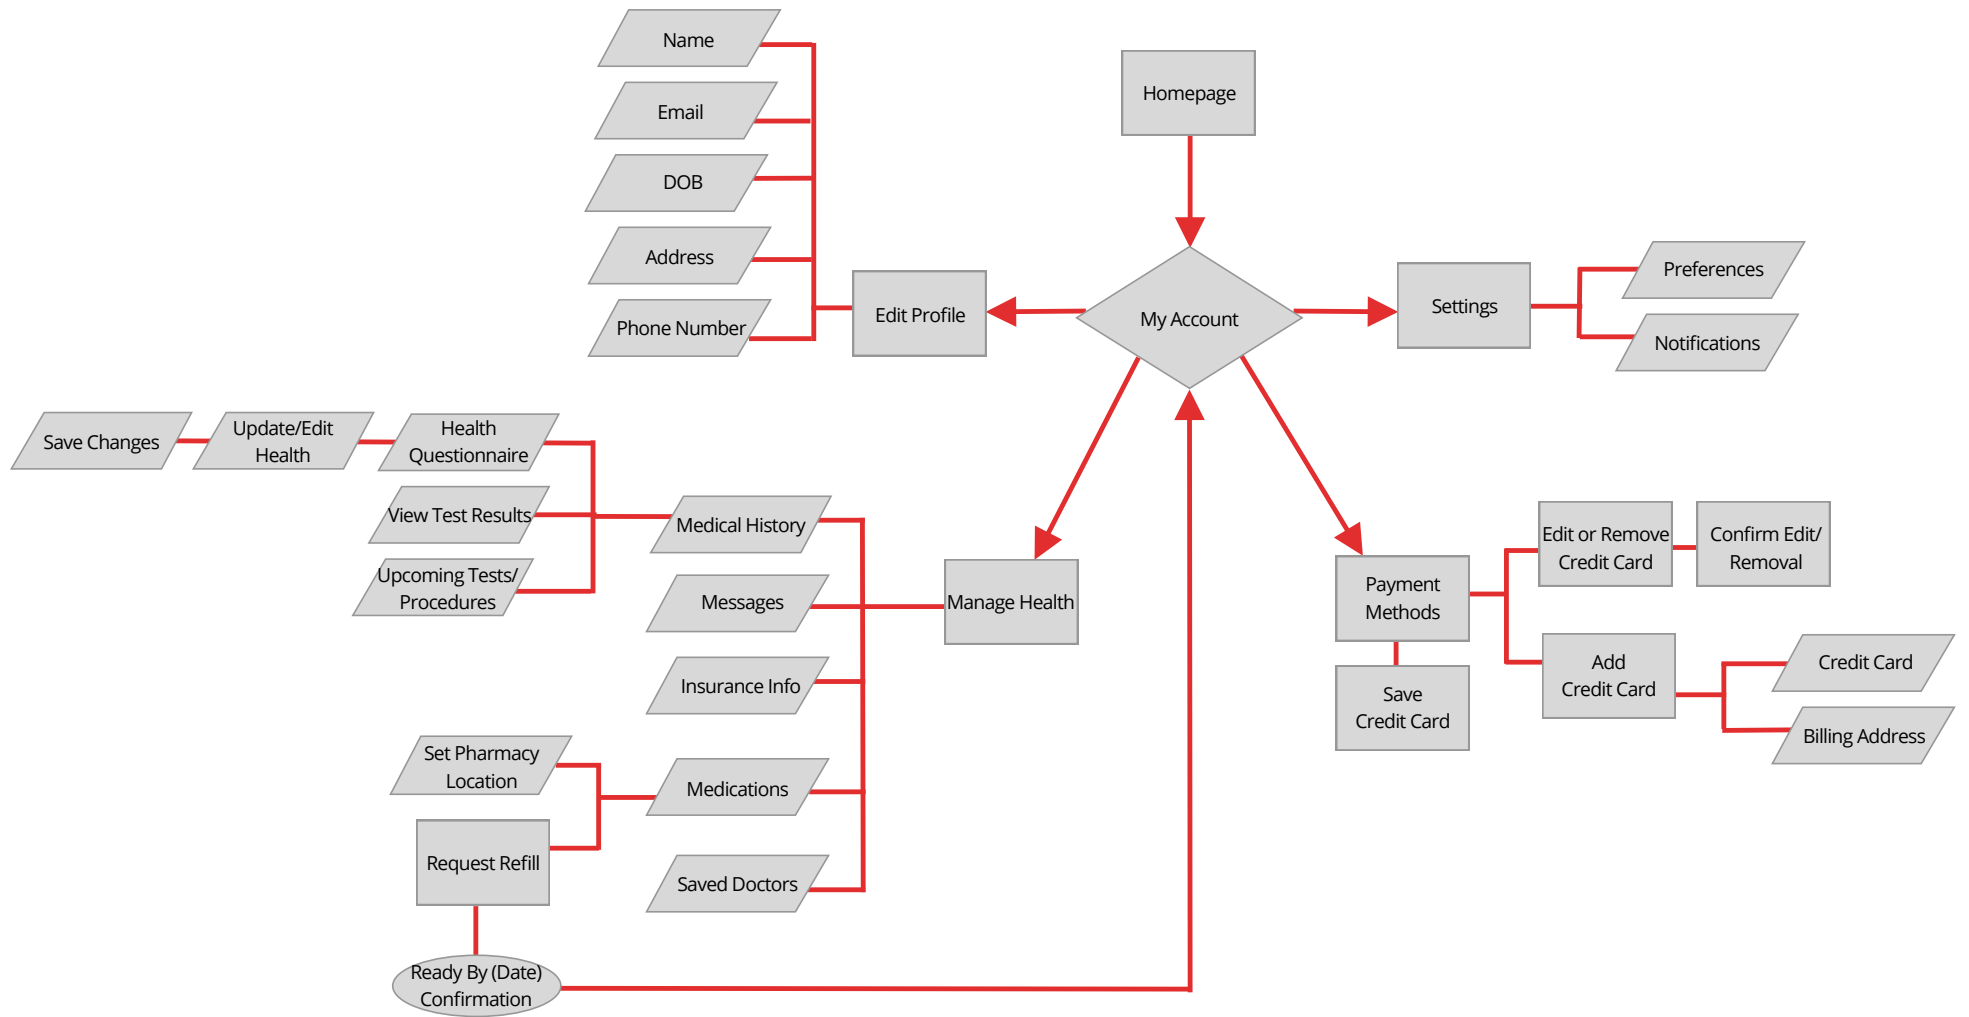 Name
Homepage
Email
DOB
Address
Preferences
Settings
Edit Profile
My Account
Phone Number
Notifications
Save Changes
Update/Edit
Health
Health
Questionnaire
View Test Results
Medical History
Upcoming Tests/
Procedures
Messages
Manage Health
Edit or Remove
Credit Card
Confirm Edit/
Removal
Payment
Methods
Insurance Info
Save
Credit Card
Add
Credit Card
Credit Card
Billing Address
Set Pharmacy
Location
Medications
Request Refill
Saved Doctors
Ready By (Date)
Confirmation